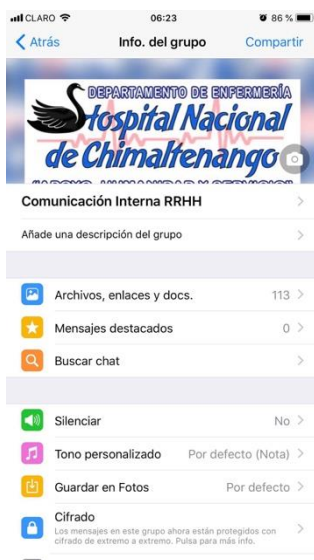 CLARO 06:23 86 %
Atrás Info. del grupo Compartir
DEPARTAMENTO DE ENFERMERÍA
Hospital Nacional
de Chimaltenango
Comunicación Interna RRHH
Añade una descripción del grupo
Archivos, enlaces y docs. 113
Mensajes destacados 0
Buscar chat
Silenciar No
Tono personalizado Por defecto (Nota)
Guardar en Fotos Por defecto
Cifrado
Los mensajes en este grupo ahora están protegidos con
cifrado de extremo a extremo. Pulsa para más info.